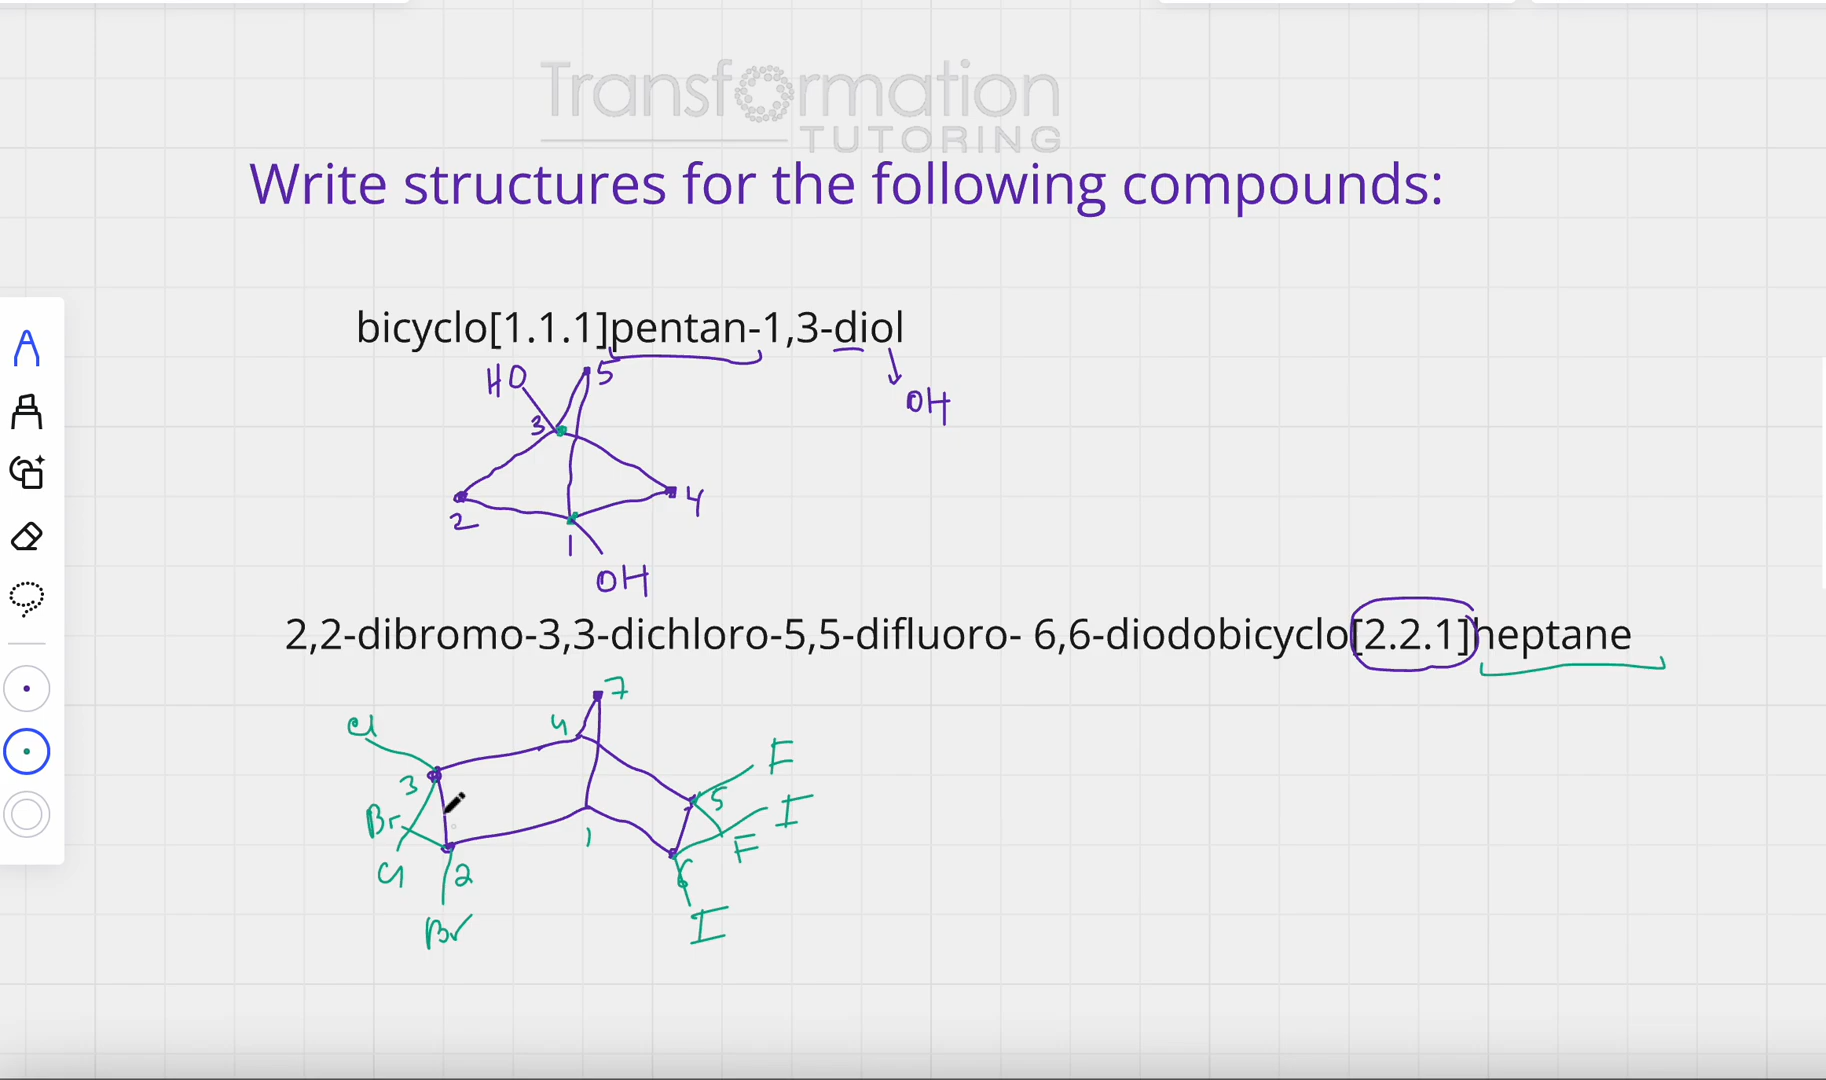 Transformation
TUTORING
Write structures for the following compounds:
bicyclo[1.1.1]pentan-1,3-diol
HO
5
OH
3
2
4
1
OH
2,2-dibromo-3,3-dichloro-5,5-difluoro- 6,6-diodobicyclo[2.2.1]heptane
7
Cl
4
F
3
5
I
Br
1
F
Cl
2
6
Br
I